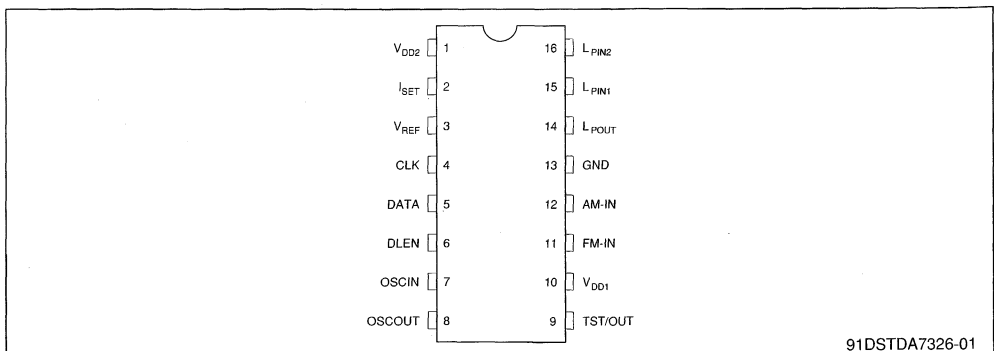 V_DD2 1 16 L_PIN2
I_SET 2 15 L_PIN1
V_REF 3 14 L_POUT
CLK 4 13 GND
DATA 5 12 AM-IN
DLEN 6 11 FM-IN
OSCIN 7 10 V_DD1
OSCOUT 8 9 TST/OUT
91DSTDA7326-01